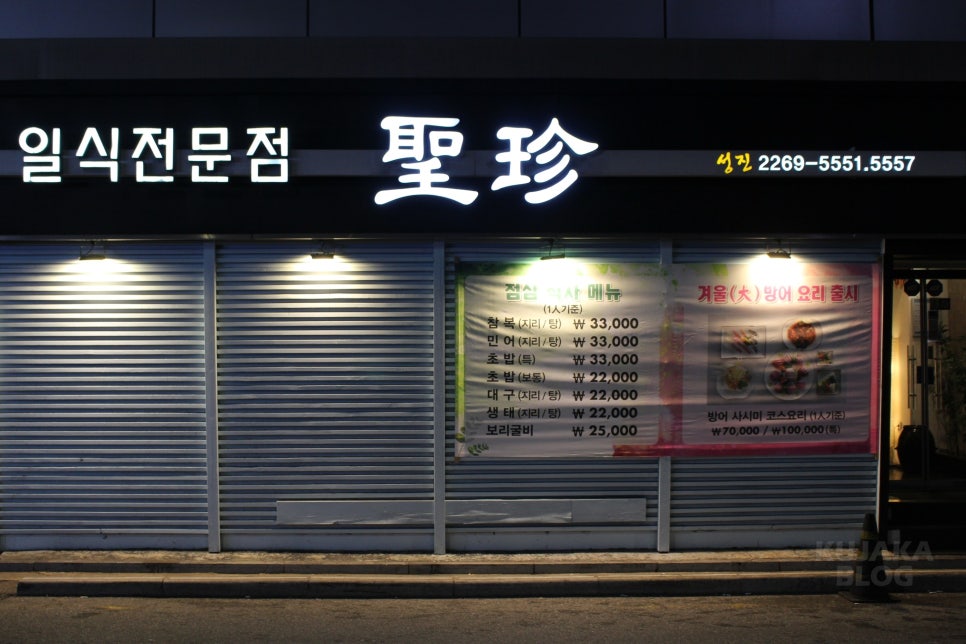 일식전문점 聖珍 성진 2269-5551.5557
점심 식사 메뉴
(1人기준)
참 복 (지리/탕) ₩ 33,000
민 어 (지리/탕) ₩ 33,000
초 밥 (특) ₩ 33,000
초 밥 (보통) ₩ 22,000
대 구 (지리/탕) ₩ 22,000
생 태 (지리/탕) ₩ 22,000
보리굴비 ₩ 25,000
겨울(大) 방어 요리 출시
방어 사시미 코스요리 (1人기준)
₩70,000 / ₩100,000(특)
KUJAKA
BLOG